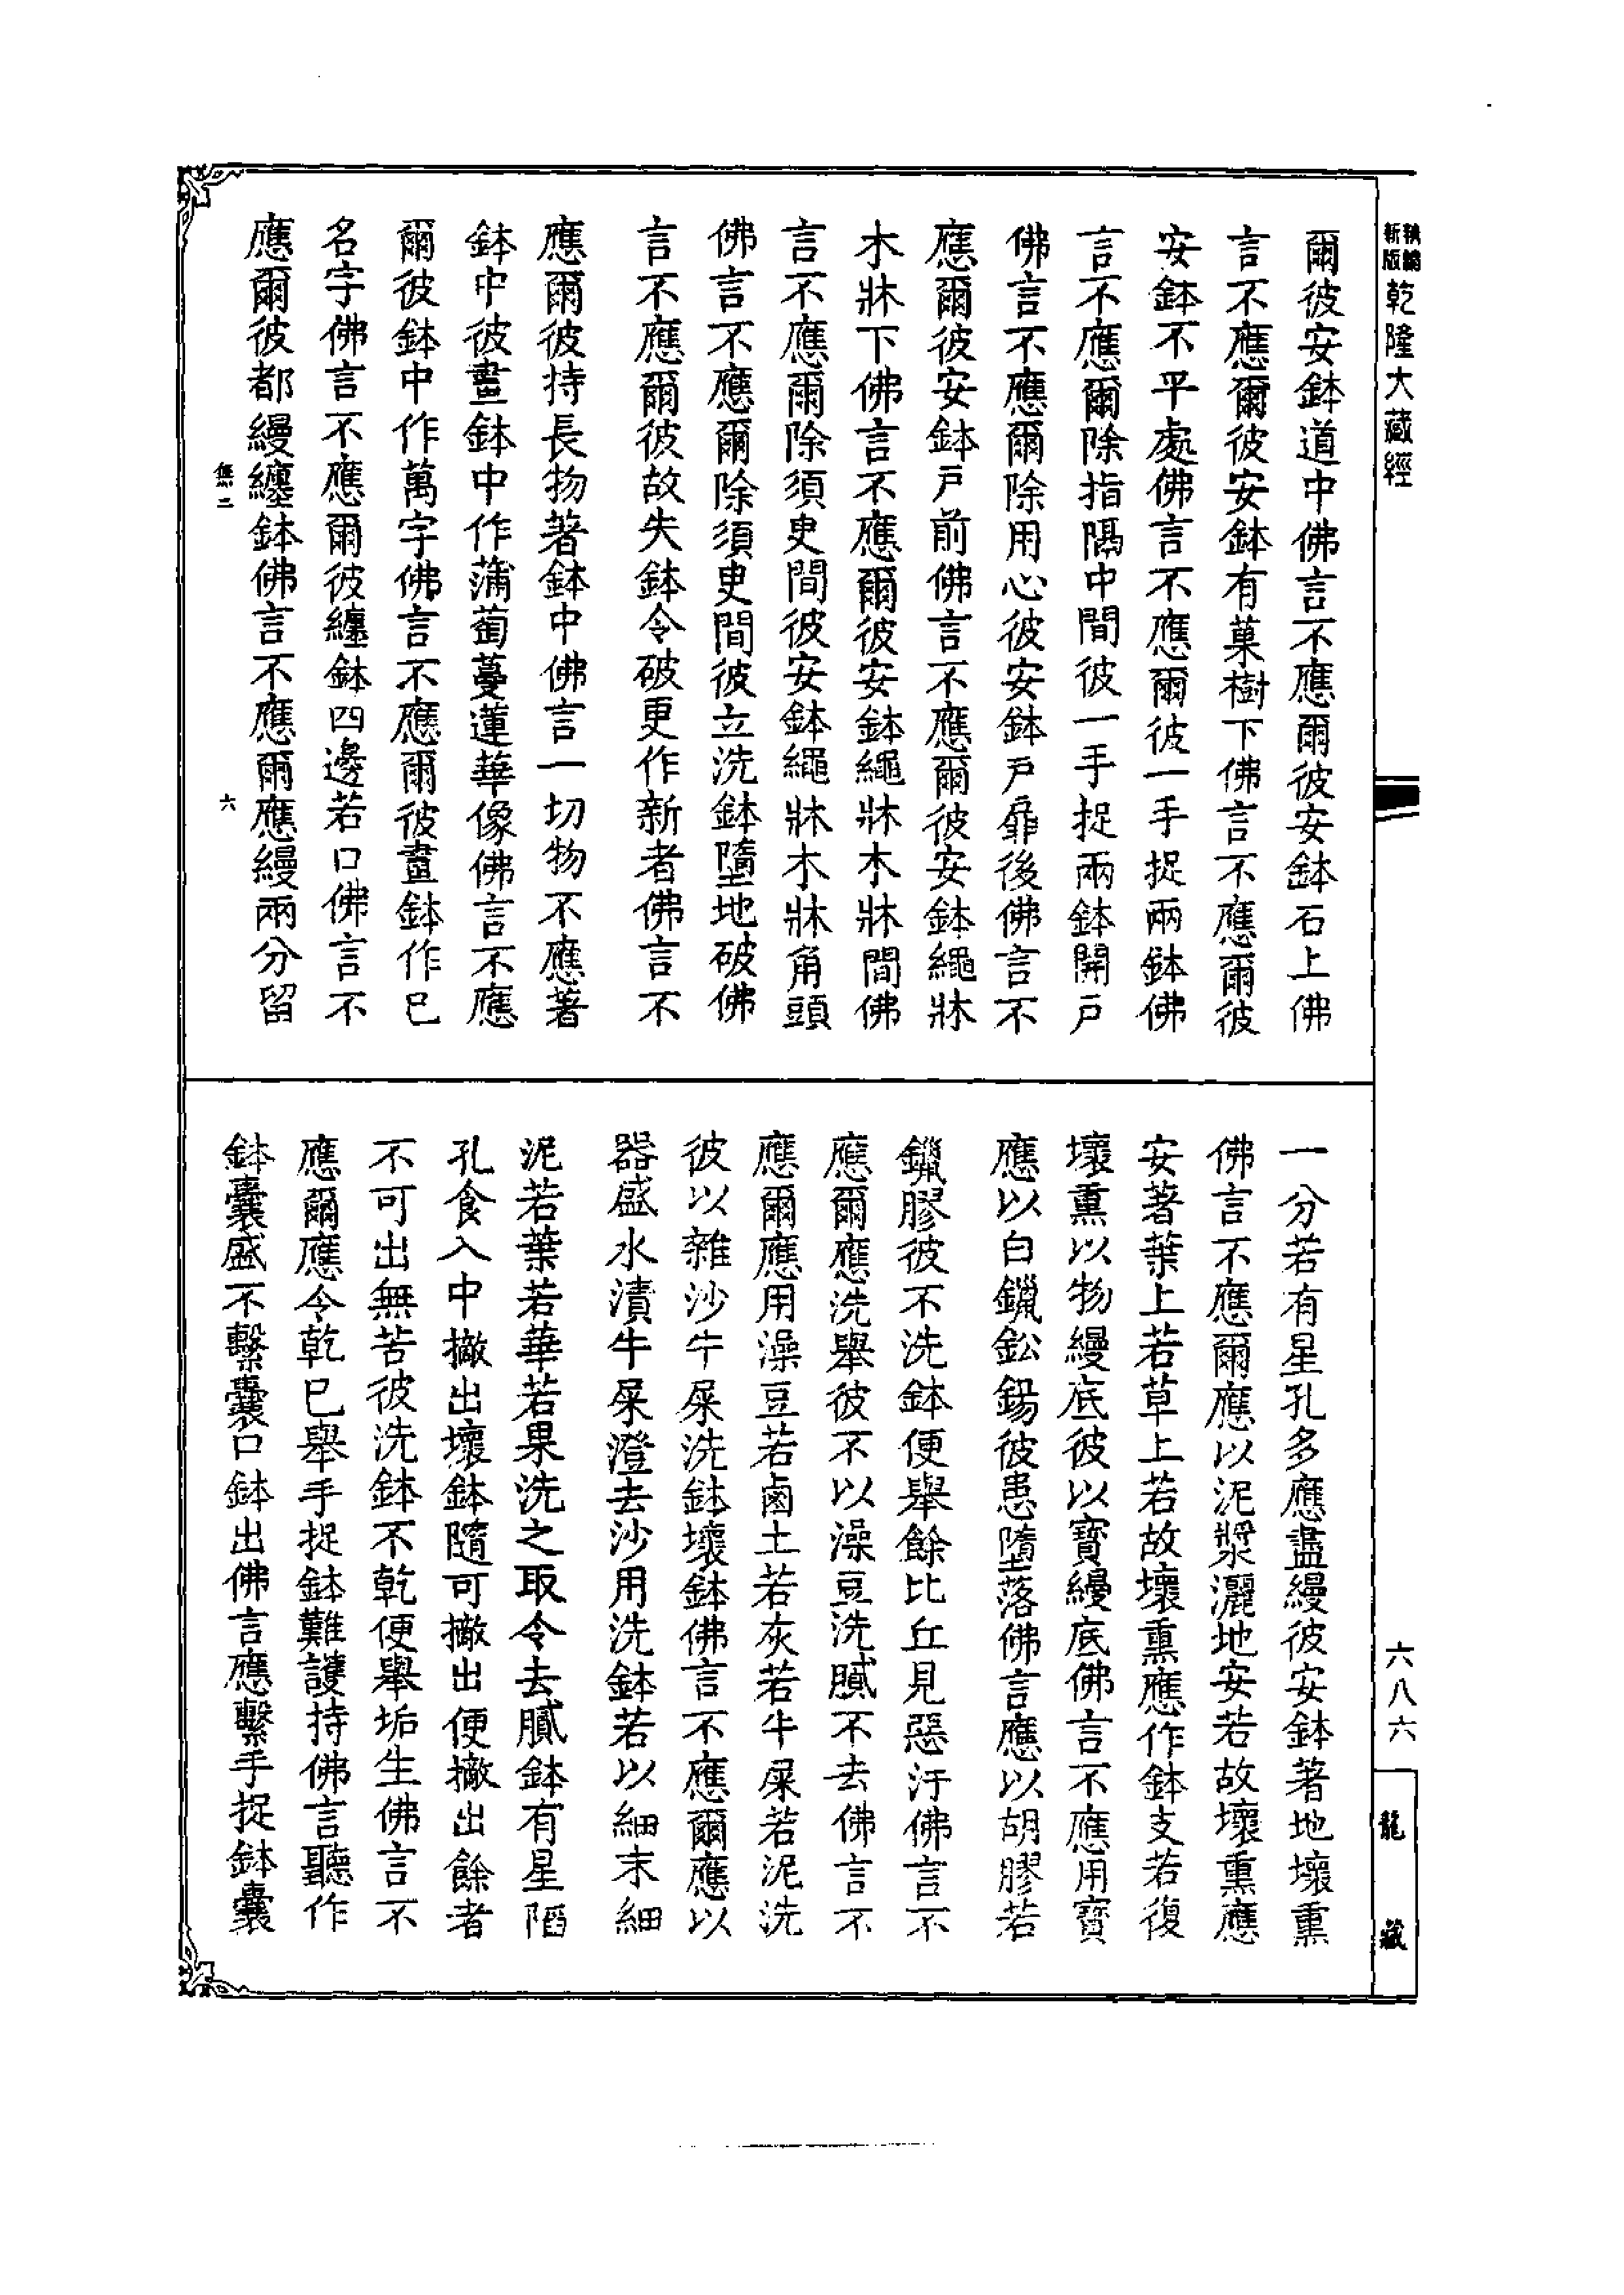 新版
乾隆大藏經
爾彼安鉢道中佛言不應爾彼安鉢石上佛
言不應爾彼安鉢有菓樹下佛言不應爾彼
安鉢不平處佛言不應爾彼一手捉兩鉢佛
言不應爾除指隔中間彼一手捉兩鉢開戶
佛言不應爾除用心彼安鉢戶扉後佛言不
應爾彼安鉢戶前佛言不應爾彼安鉢繩牀
木牀下佛言不應爾彼安鉢繩牀木牀間佛
言不應爾除須臾間彼安鉢繩牀木牀角頭
佛言不應爾除須臾間彼立洗鉢墮地破佛
言不應爾彼故失鉢令破更作新者佛言不
應爾彼持長物著鉢中佛言一切物不應著
鉢中彼畫鉢中作蒲萄蔓蓮華像佛言不應
爾彼鉢中作萬字佛言不應爾彼畫鉢作己
名字佛言不應爾彼纏鉢四邊若口佛言不
應爾彼都縵纏鉢佛言不應爾應縵兩分留
無二
六
一分若有星孔多應盡縵彼安鉢著地壞熏
佛言不應爾應以泥漿灑地安若故壞熏應
安著葉上若草上若故壞熏應作鉢支若復
壞熏以物縵底彼以寶縵底佛言不應用寶
應以白鑞鈆錫彼患墮落佛言應以胡膠若
鑞膠彼不洗鉢便舉餘比丘見惡汙佛言不
應爾應洗舉彼不以澡豆洗膩不去佛言不
應爾應用澡豆若鹵土若灰若牛屎若泥洗
彼以雜沙牛屎洗鉢壞鉢佛言不應爾應以
器盛水漬牛屎澄去沙用洗鉢若以細末細
泥若葉若華若果洗之取令去膩鉢有星陷
孔食入中擿出壞鉢隨可擿出便擿出餘者
不可出無苦彼洗鉢不乾便舉垢生佛言不
應爾應令乾已舉手捉鉢難護持佛言聽作
鉢囊盛不繫囊口鉢出佛言應繫手捉鉢囊
六八六
龍藏